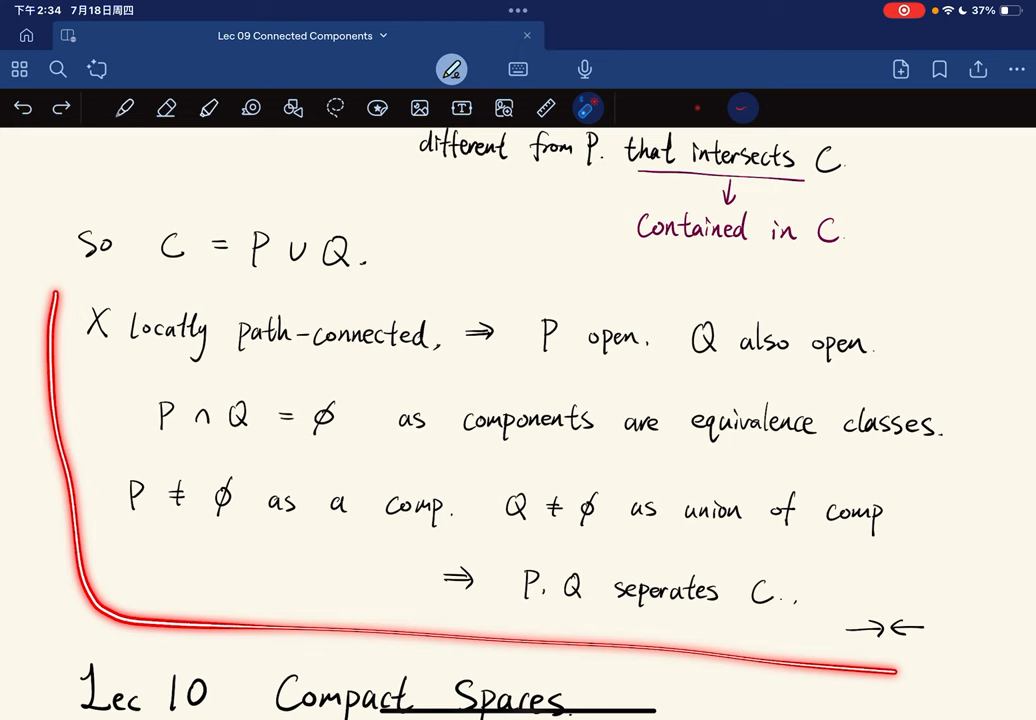 下午2:34 7月18日周四
37%
Lec 09 Connected Components
different from P. that intersects C.
Contained in C.
So C = P ∪ Q.
X locally path-connected, ⇒ P open. Q also open.
P ∩ Q = ∅ as components are equivalence classes.
P ≠ ∅ as a comp. Q ≠ ∅ as union of comp
⇒ P, Q seperates C..
→←
Lec 10 Compact Spares.